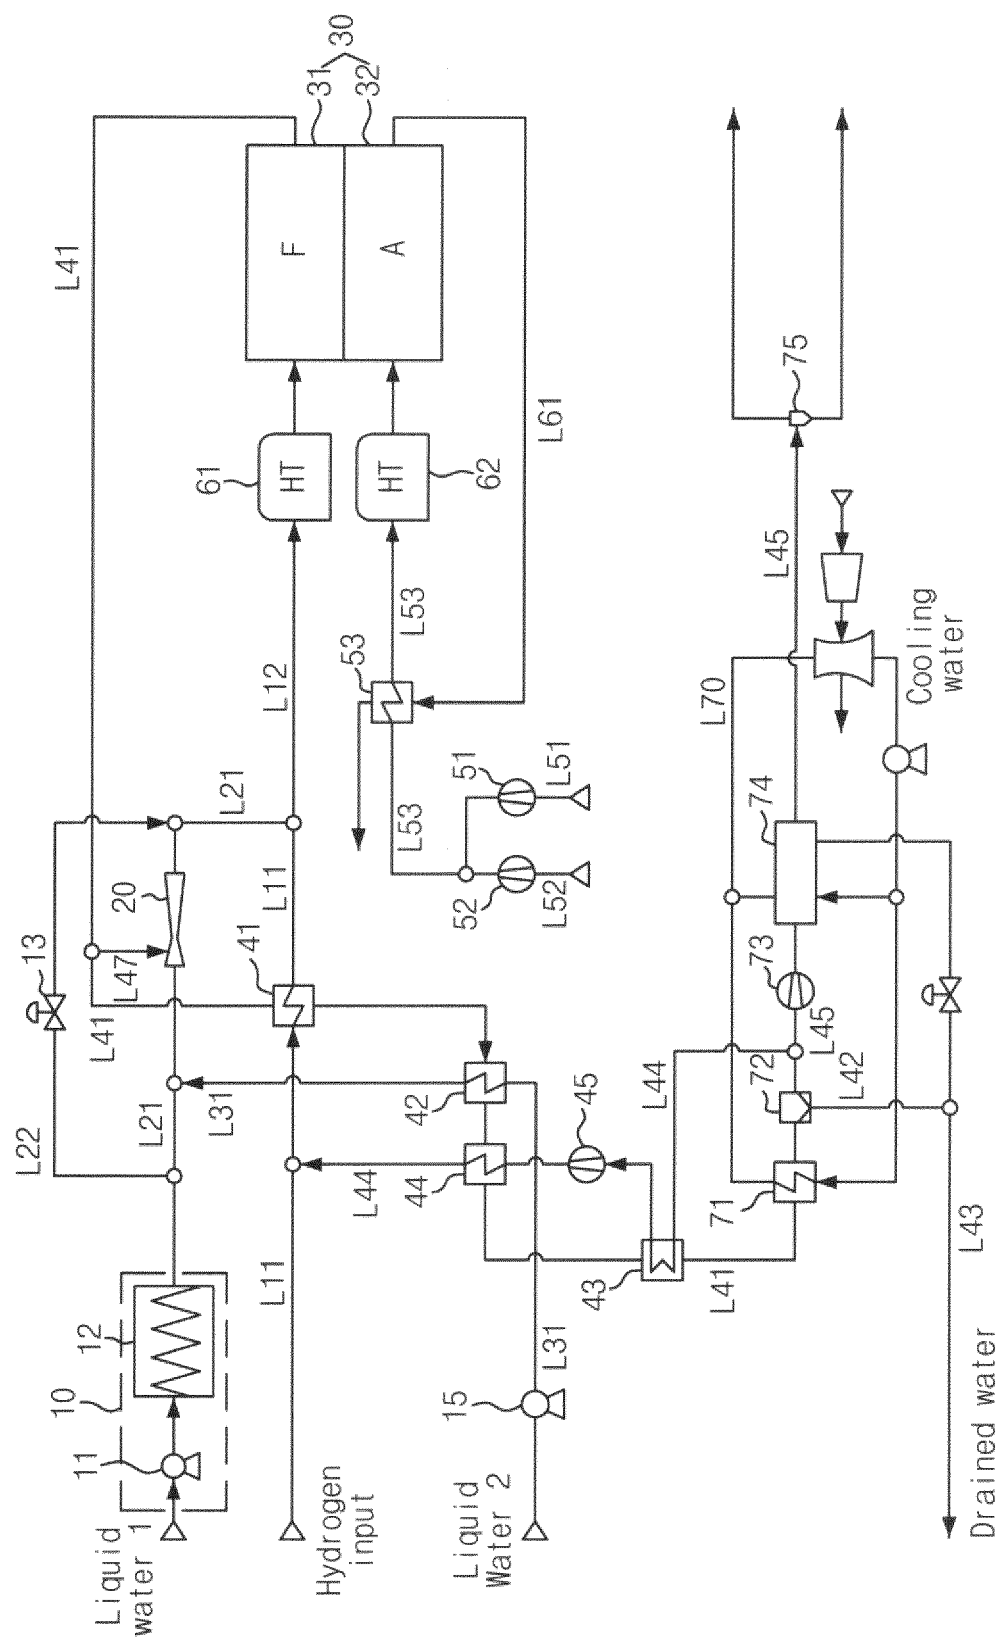 L22
13
10
L41
11
12
L41
L47
20
Liquid
water 1
L21
L31
L21
61
L11
41
L11
L12
HT
F
31
30
Hydrogen
input
L44
53
HT
A
32
44
42
L53
L53
Liquid
Water 2
15
52
51
62
L31
L52
L51
L61
43
45
L44
L41
71
L70
72
73
74
L45
75
L45
L42
Cooling
water
L43
Drained water